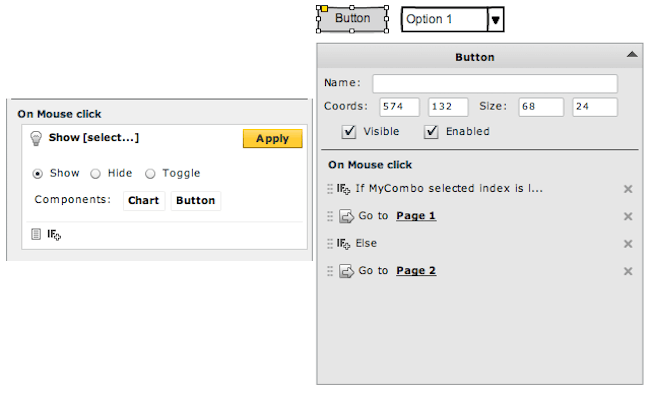 Button
Option 1
On Mouse click
Show [select...]
Apply
Show Hide Toggle
Components: Chart Button
IF
Button
Name:
Coords: 574 132 Size: 68 24
Visible Enabled
On Mouse click
IF If MyCombo selected index is l...
Go to Page 1
IF Else
Go to Page 2